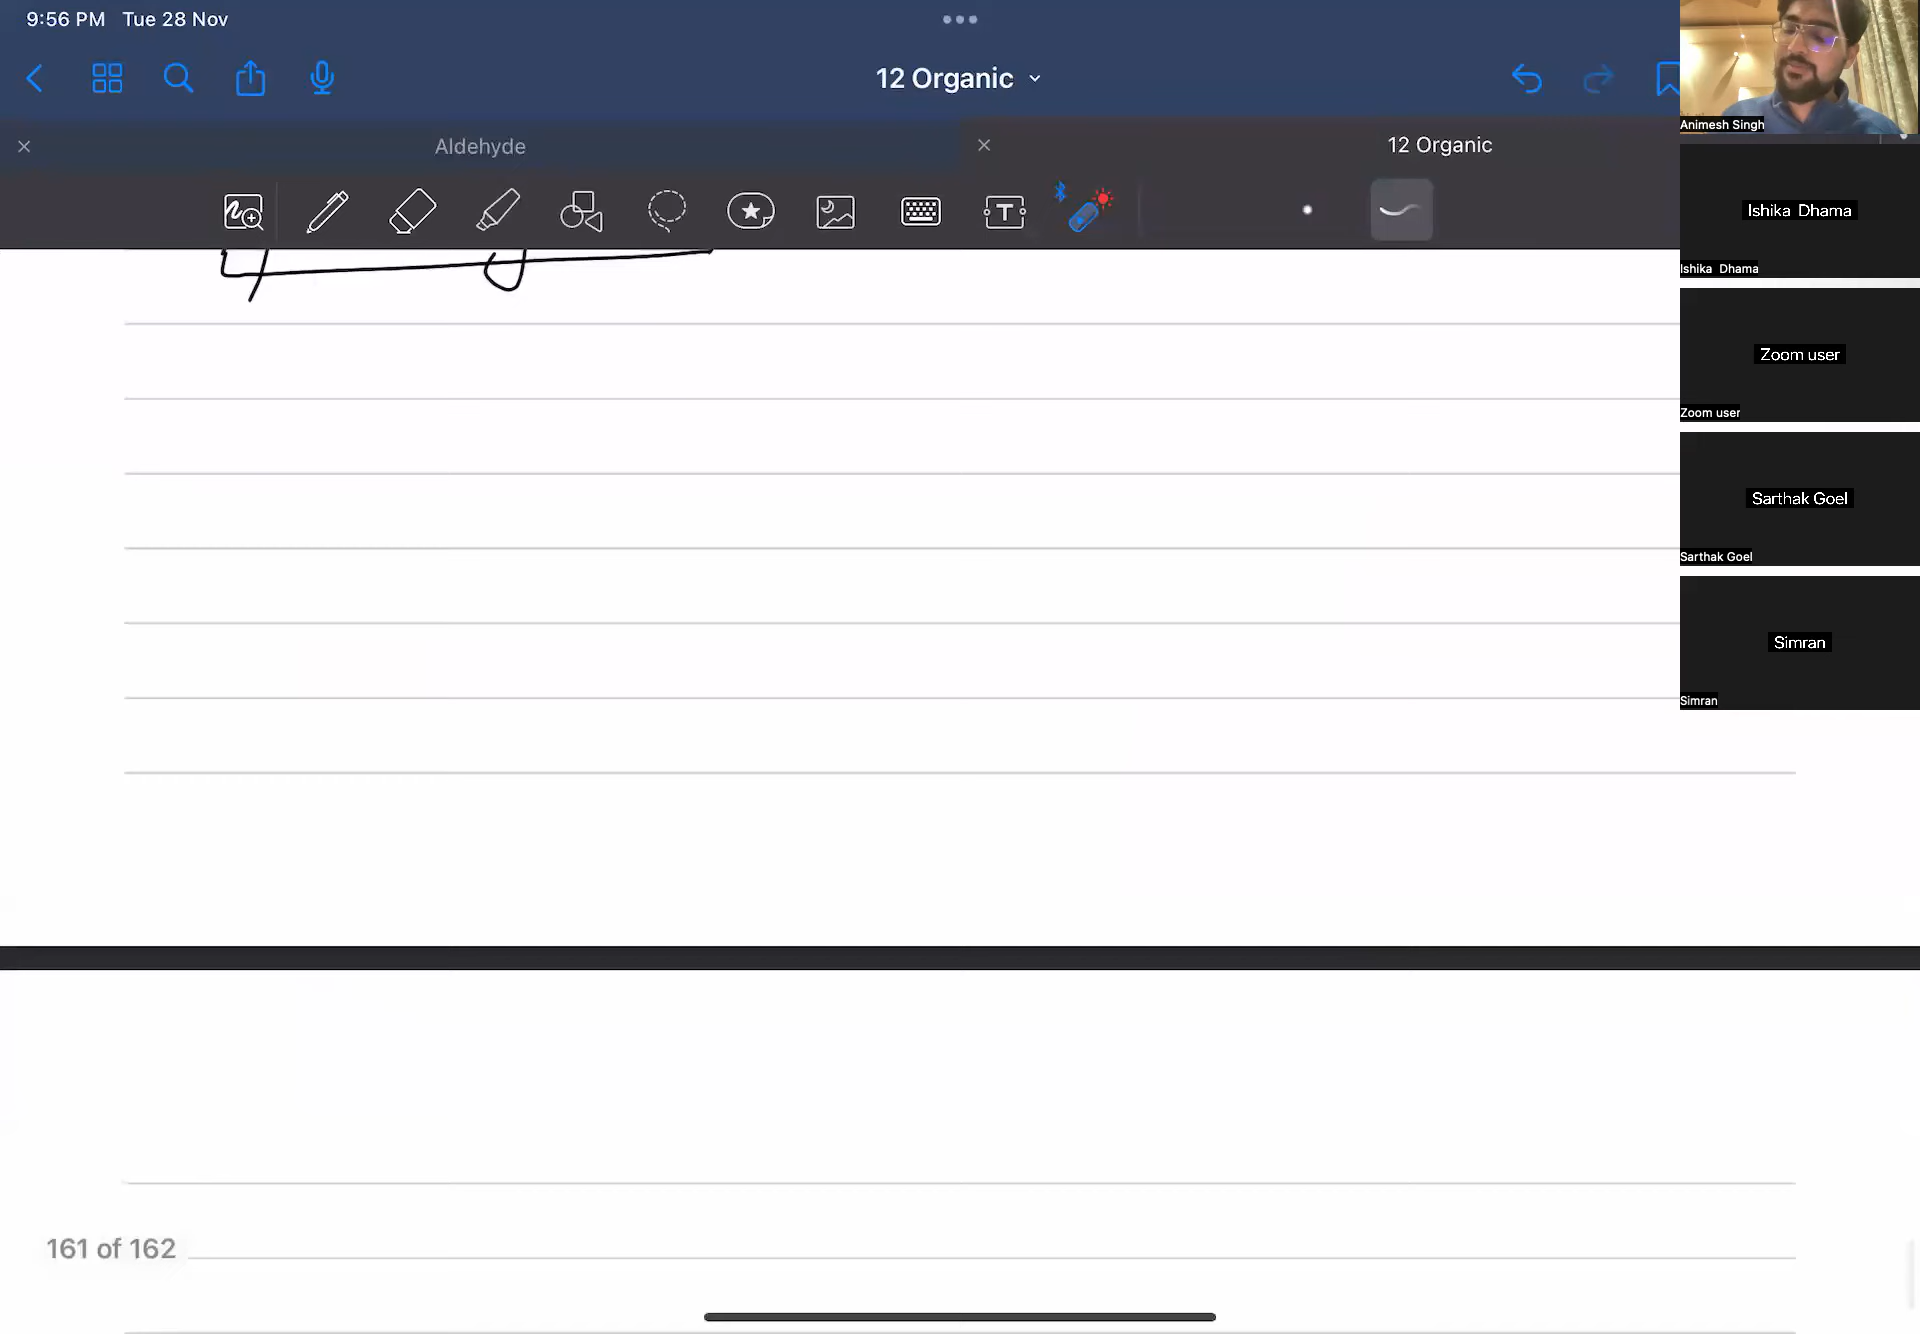 9:56 PM Tue 28 Nov
12 Organic
Aldehyde
12 Organic
T
Animesh Singh
Ishika Dhama
Ishika Dhama
Zoom user
Zoom user
Sarthak Goel
Sarthak Goel
Simran
Simran
161 of 162